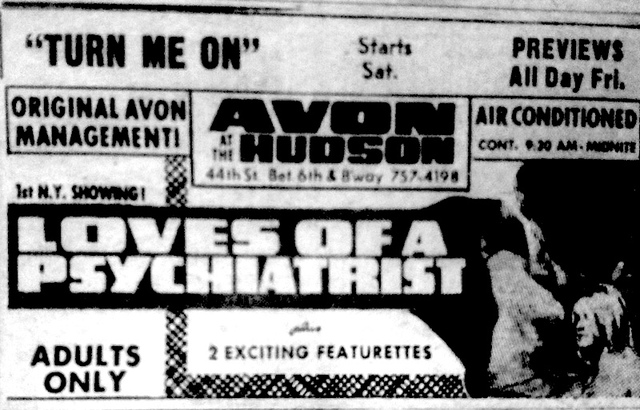 "TURN ME ON"
Starts
Sat.
PREVIEWS
All Day Fri.
ORIGINAL AVON
MANAGEMENT!
AVON
AT THE
HUDSON
44th St. Bet 6th & B'way 757-4198
AIR CONDITIONED
CONT. 9:20 AM - MIDNITE
1st N.Y. SHOWING!
LOVES OF A
PSYCHIATRIST
plus
2 EXCITING FEATURETTES
ADULTS
ONLY